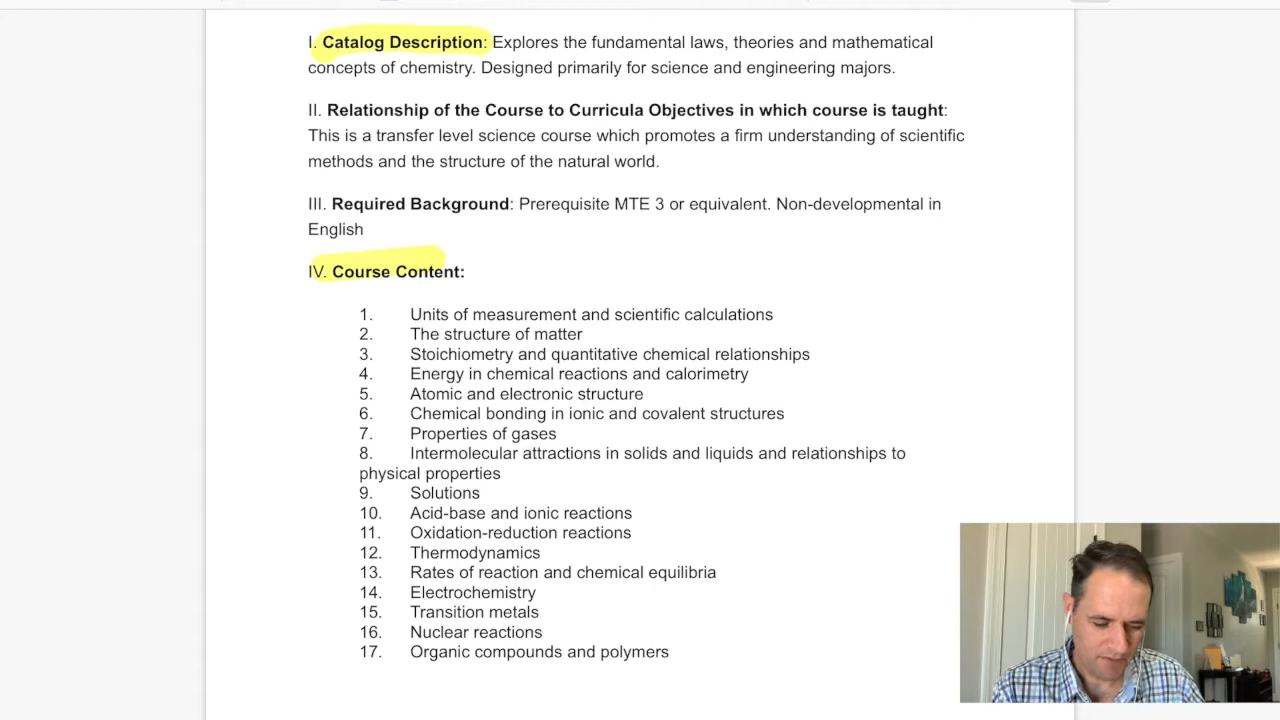 I. Catalog Description: Explores the fundamental laws, theories and mathematical
concepts of chemistry. Designed primarily for science and engineering majors.
II. Relationship of the Course to Curricula Objectives in which course is taught:
This is a transfer level science course which promotes a firm understanding of scientific
methods and the structure of the natural world.
III. Required Background: Prerequisite MTE 3 or equivalent. Non-developmental in
English
IV. Course Content:
1. Units of measurement and scientific calculations
2. The structure of matter
3. Stoichiometry and quantitative chemical relationships
4. Energy in chemical reactions and calorimetry
5. Atomic and electronic structure
6. Chemical bonding in ionic and covalent structures
7. Properties of gases
8. Intermolecular attractions in solids and liquids and relationships to
physical properties
9. Solutions
10. Acid-base and ionic reactions
11. Oxidation-reduction reactions
12. Thermodynamics
13. Rates of reaction and chemical equilibria
14. Electrochemistry
15. Transition metals
16. Nuclear reactions
17. Organic compounds and polymers